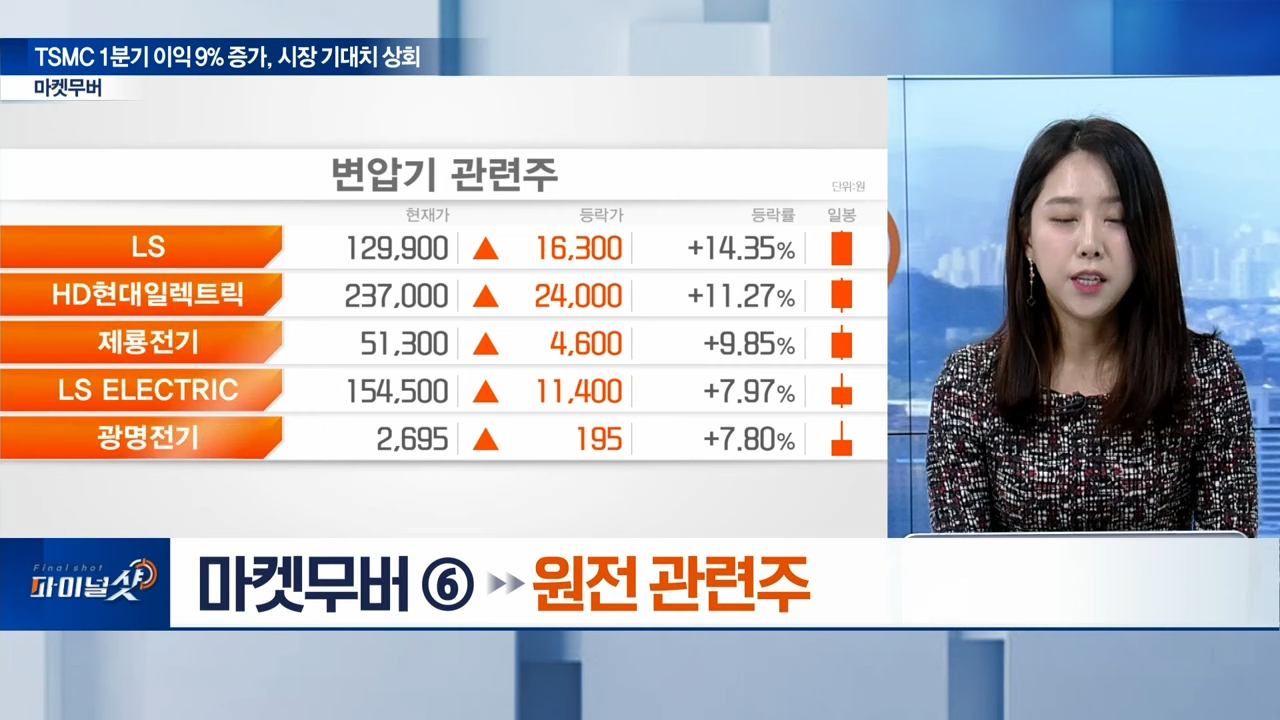 TSMC 1분기 이익 9% 증가, 시장 기대치 상회
마켓무버
변압기 관련주
단위:원
현재가 등락가 등락률 일봉
LS 129,900 ▲ 16,300 +14.35%
HD현대일렉트릭 237,000 ▲ 24,000 +11.27%
제룡전기 51,300 ▲ 4,600 +9.85%
LS ELECTRIC 154,500 ▲ 11,400 +7.97%
광명전기 2,695 ▲ 195 +7.80%
Final shot
파이널샷
마켓무버 ⑥ 원전 관련주